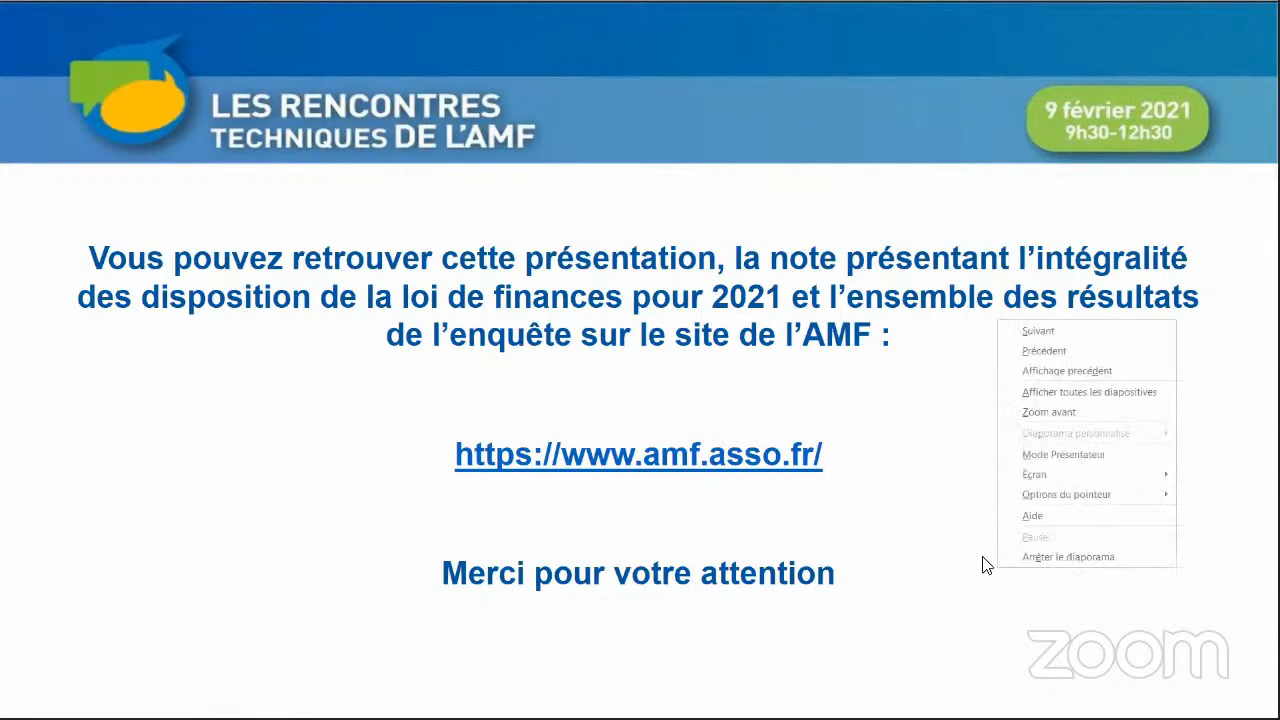 LES RENCONTRES
TECHNIQUES DE L'AMF
9 février 2021
9h30-12h30
Vous pouvez retrouver cette présentation, la note présentant l'intégralité
des disposition de la loi de finances pour 2021 et l'ensemble des résultats
de l'enquête sur le site de l'AMF :
https://www.amf.asso.fr/
Merci pour votre attention
Suivant
Précédent
Affichage precédent
Afficher toutes les diapositives
Zoom avant
Diaporama personnalisé
Mode Présentateur
Écran
Options du pointeur
Aide
Pause
Arrêter le diaporama
zoom